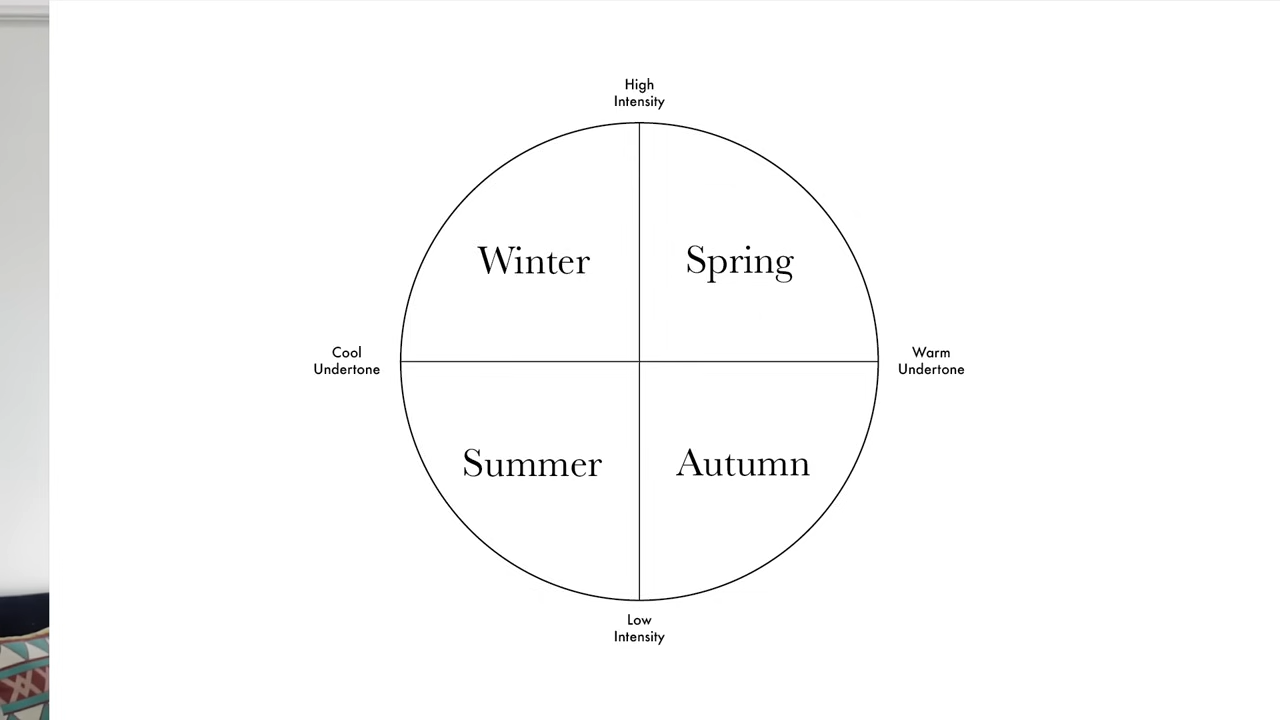 High
Intensity
Winter
Spring
Cool
Undertone
Warm
Undertone
Summer
Autumn
Low
Intensity